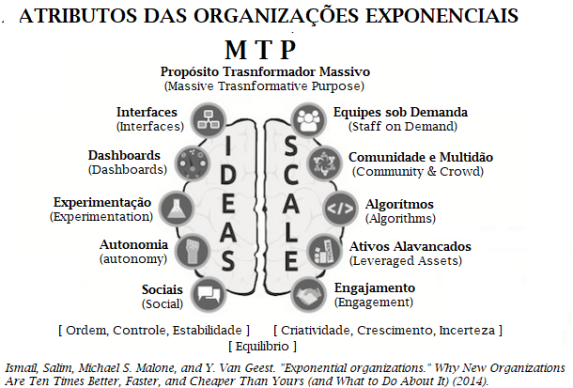 ATRIBUTOS DAS ORGANIZAÇÕES EXPONENCIAIS
M T P
Propósito Trasnformador Massivo
(Massive Trasnformative Purpose)
Interfaces
(Interfaces)
Dashboards
(Dashboards)
Experimentação
(Experimentation)
Autonomia
(autonomy)
Sociais
(Social)
IDEAS
SCALE
Equipes sob Demanda
(Staff on Demand)
Comunidade e Multidão
(Community & Crowd)
Algorítmos
(Algorithms)
Ativos Alavancados
(Leveraged Assets)
Engajamento
(Engagement)
[ Ordem, Controle, Estabilidade ] [ Criatividade, Crescimento, Incerteza ]
[ Equilibrio ]
Ismail, Salim, Michael S. Malone, and Y. Van Geest. "Exponential organizations." Why New Organizations
Are Ten Times Better, Faster, and Cheaper Than Yours (and What to Do About It) (2014).